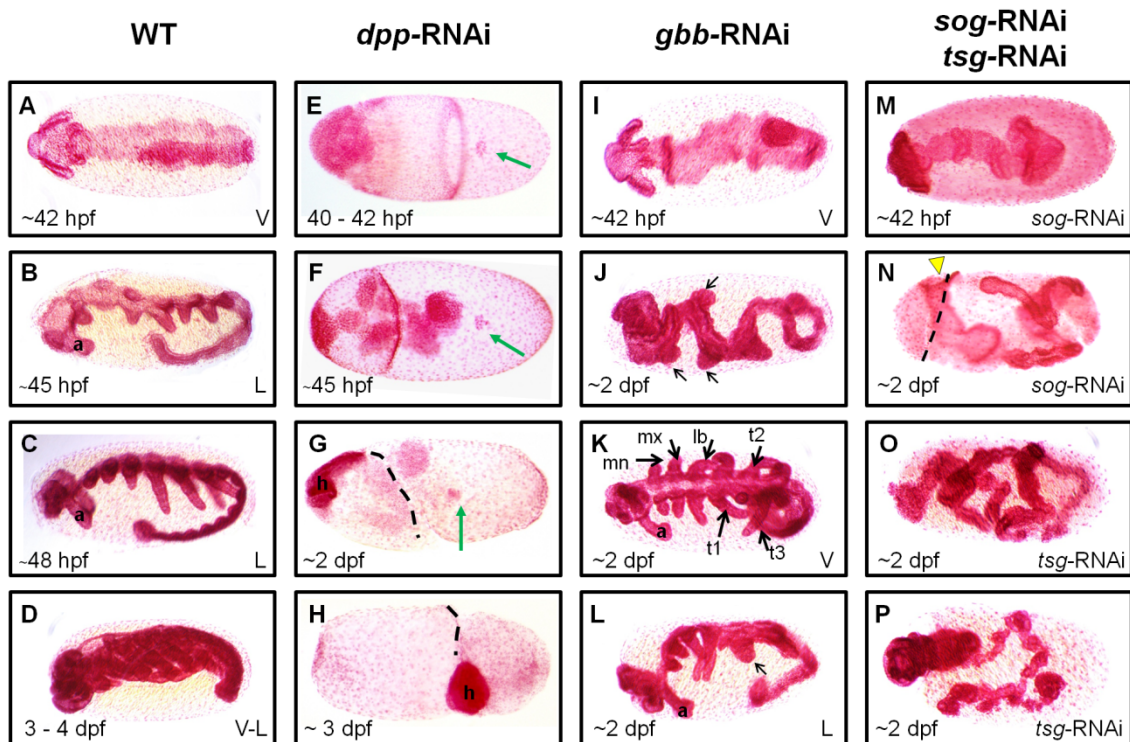 WT
dpp-RNAi
gbb-RNAi
sog-RNAi
tsg-RNAi
A
~42 hpf
V
E
40 - 42 hpf
I
~42 hpf
V
M
~42 hpf
sog-RNAi
B
a
~45 hpf
L
F
~45 hpf
J
~2 dpf
N
~2 dpf
sog-RNAi
C
a
~48 hpf
L
G
h
~2 dpf
K
mn
mx
lb
t2
a
t1
t3
~2 dpf
V
O
~2 dpf
tsg-RNAi
D
3 - 4 dpf
V-L
H
h
~ 3 dpf
L
a
~2 dpf
L
P
~2 dpf
tsg-RNAi